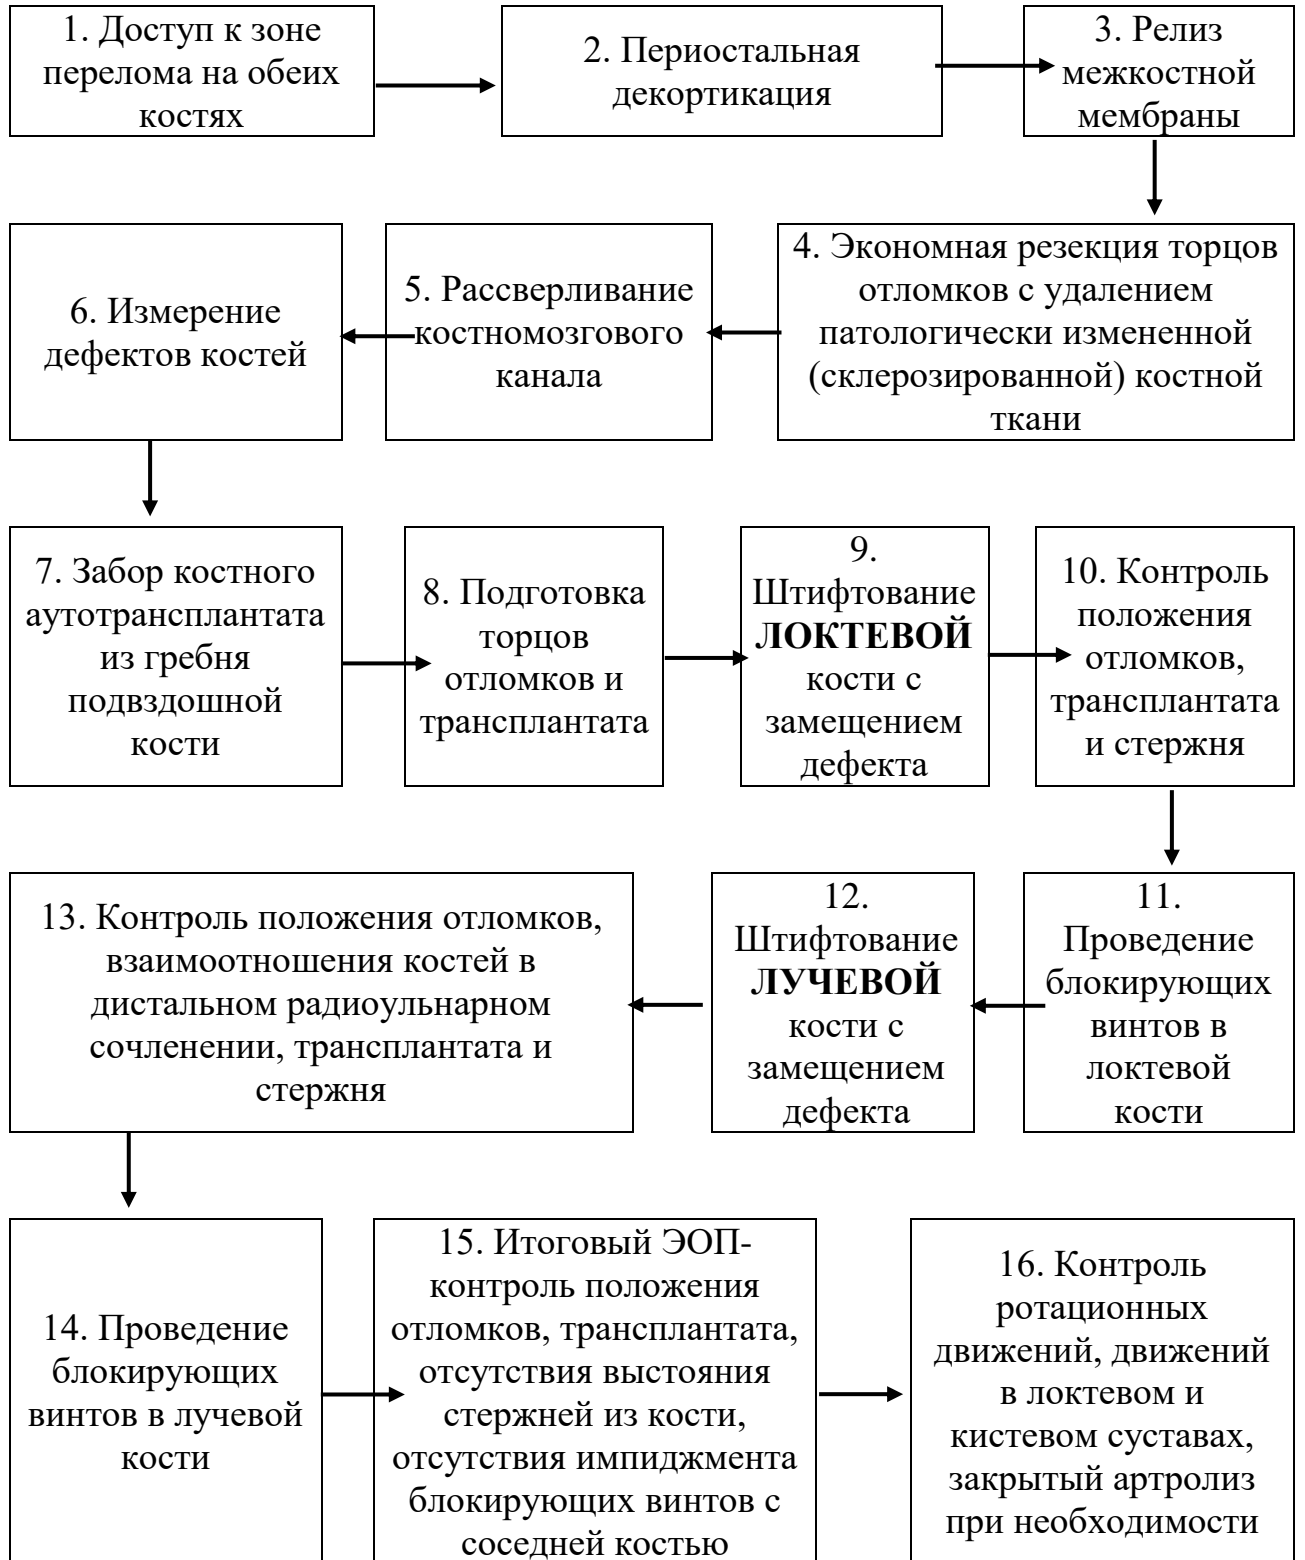 1. Доступ к зоне
перелома на обеих
костях
2. Периостальная
декортикация
3. Релиз
межкостной
мембраны
4. Экономная резекция торцов
отломков с удалением
патологически измененной
(склерозированной) костной
ткани
5. Рассверливание
костномозгового
канала
6. Измерение
дефектов костей
7. Забор костного
аутотрансплантата
из гребня
подвздошной
кости
8. Подготовка
торцов
отломков и
трансплантата
9.
Штифтование
ЛОКТЕВОЙ
кости с
замещением
дефекта
10. Контроль
положения
отломков,
трансплантата
и стержня
11.
Проведение
блокирующих
винтов в
локтевой
кости
12.
Штифтование
ЛУЧЕВОЙ
кости с
замещением
дефекта
13. Контроль положения отломков,
взаимоотношения костей в
дистальном радиоульнарном
сочленении, трансплантата и
стержня
14. Проведение
блокирующих
винтов в лучевой
кости
15. Итоговый ЭОП-
контроль положения
отломков, трансплантата,
отсутствия выстояния
стержней из кости,
отсутствия импиджмента
блокирующих винтов с
соседней костью
16. Контроль
ротационных
движений, движений
в локтевом и
кистевом суставах,
закрытый артролиз
при необходимости